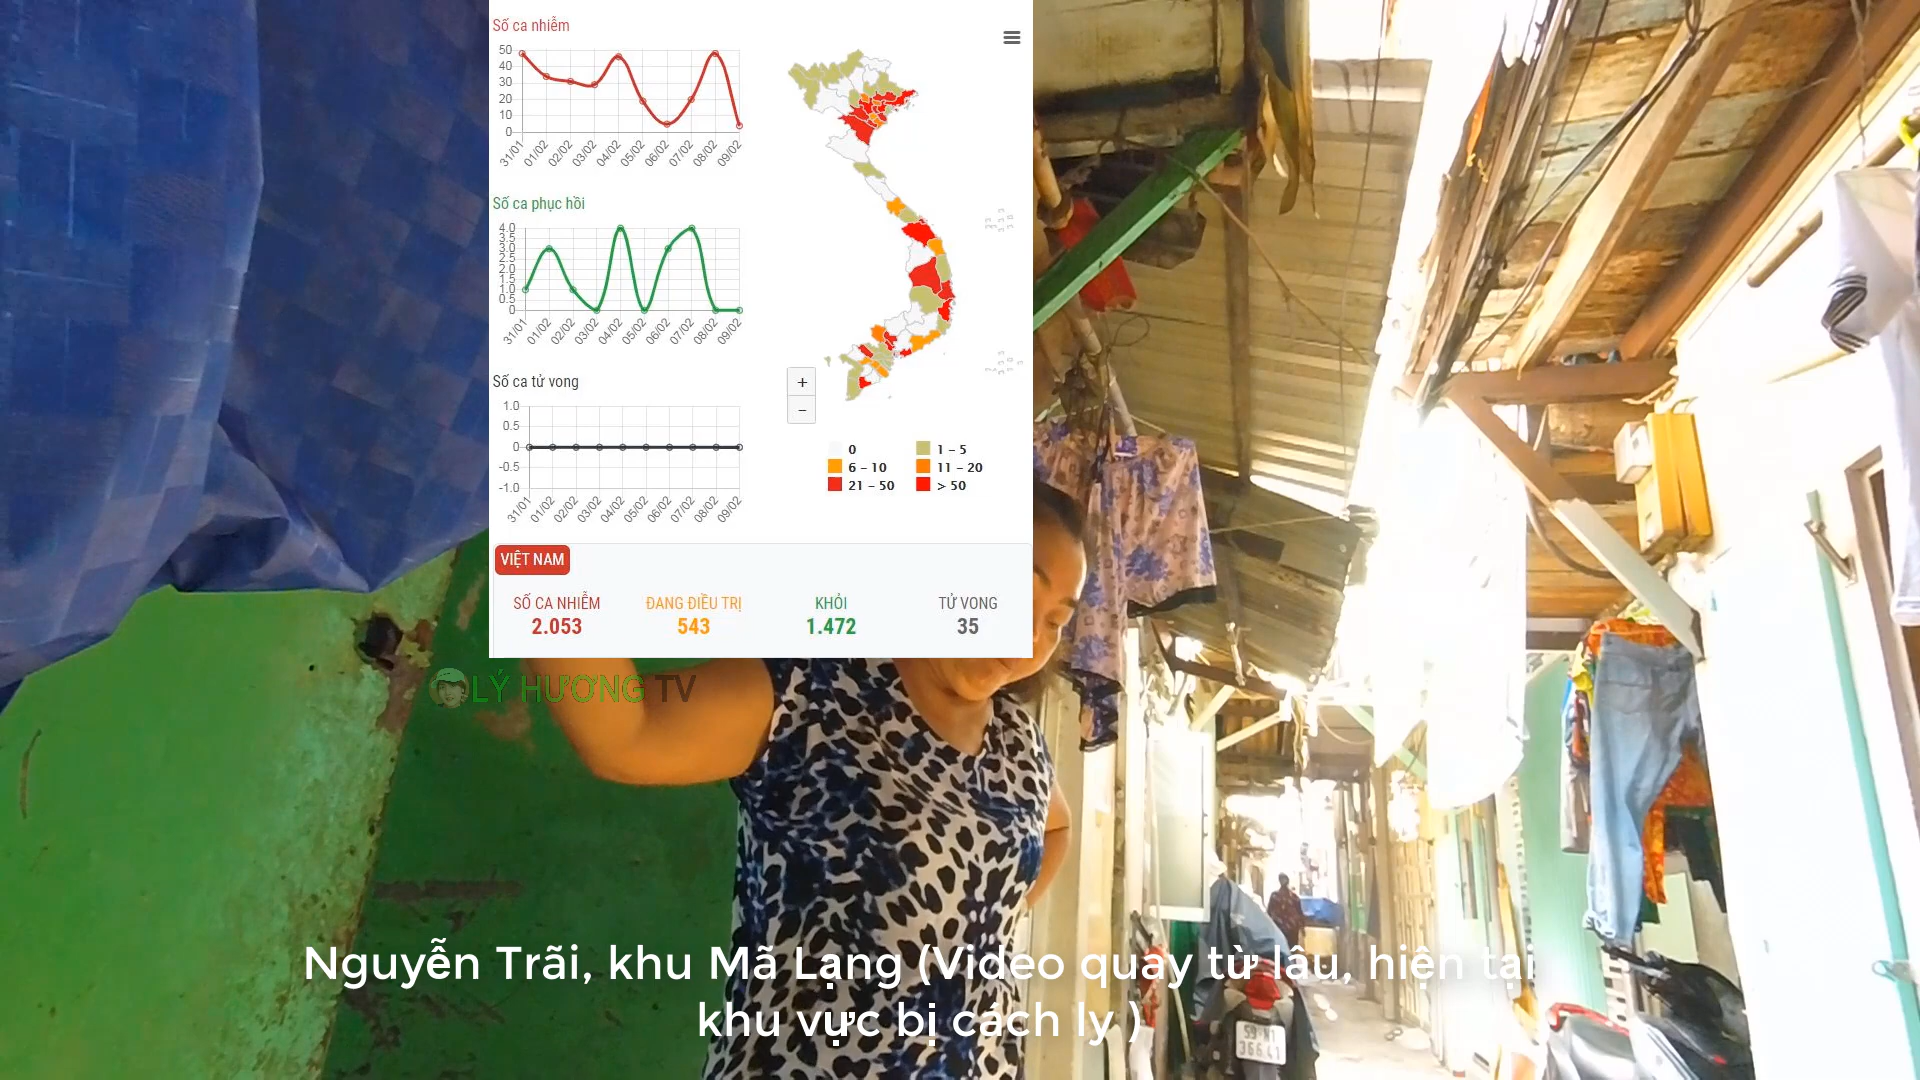 Số ca nhiễm
50
40
30
20
10
0
31/01 01/02 02/02 03/02 04/02 05/02 06/02 07/02 08/02 09/02
Số ca phục hồi
4.0
3.5
3.0
2.5
2.0
1.5
1.0
0.5
0
31/01 01/02 02/02 03/02 04/02 05/02 06/02 07/02 08/02 09/02
Số ca tử vong
1.0
0.5
0
-0.5
-1.0
31/01 01/02 02/02 03/02 04/02 05/02 06/02 07/02 08/02 09/02
+
−
0 1 – 5
6 – 10 11 – 20
21 – 50 > 50
VIỆT NAM
SỐ CA NHIỄM ĐANG ĐIỀU TRỊ KHỎI TỬ VONG
2.053 543 1.472 35
LÝ HƯƠNG TV
Nguyễn Trãi, khu Mã Lạng (Video quay từ lâu, hiện tại
khu vực bị cách ly )
59-N1
366.41